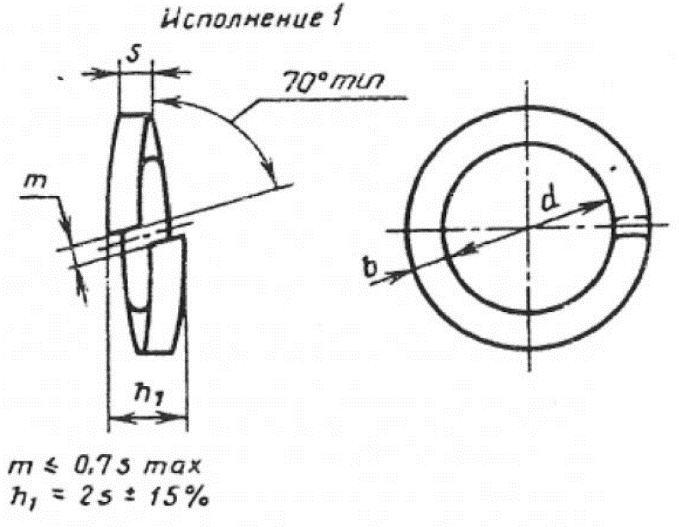 Исполнение 1
s
70° min
m
d
b
h₁
m ≤ 0,7s max
h₁ = 2s ± 15%